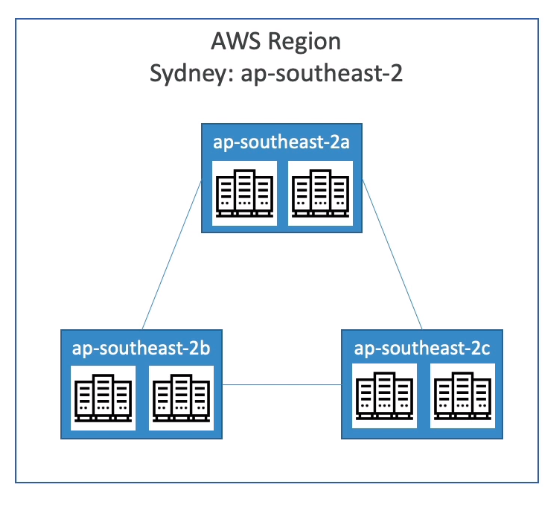 AWS Region
Sydney: ap-southeast-2
ap-southeast-2a
ap-southeast-2b
ap-southeast-2c